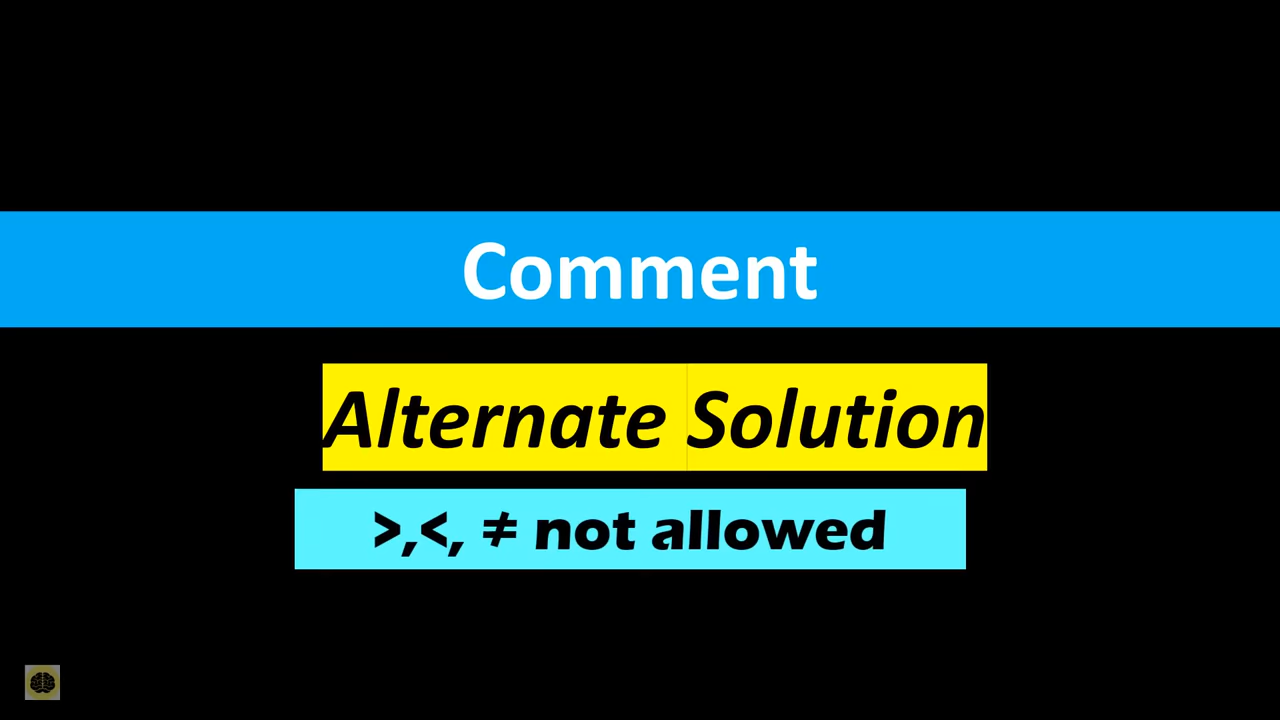 Comment
Alternate Solution
>,<, ≠ not allowed